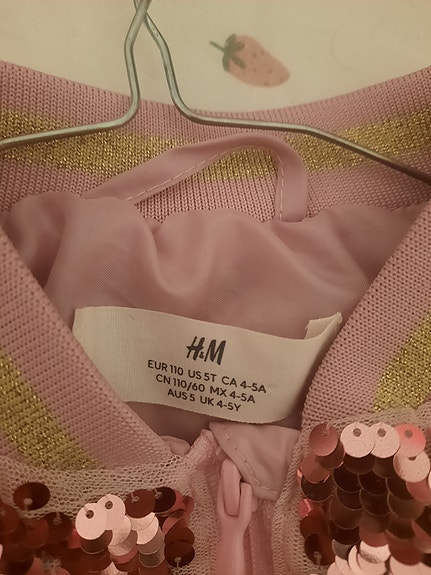 H&M
EUR 110 US 5T CA 4-5A
CN 110/60 MX 4-5A
AUS 5 UK 4-5Y